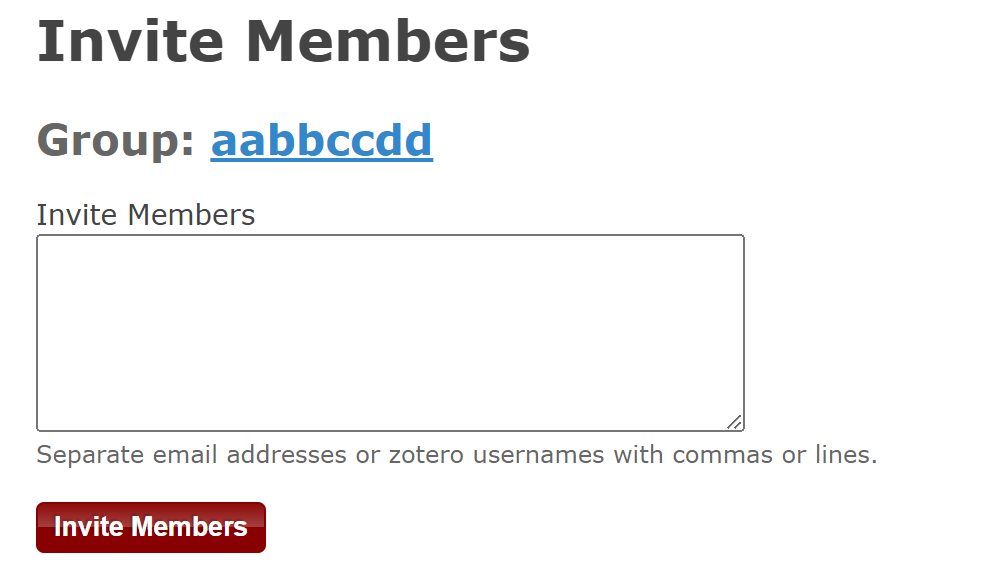 Invite Members
Group: aabbccdd
Invite Members
Separate email addresses or zotero usernames with commas or lines.
Invite Members